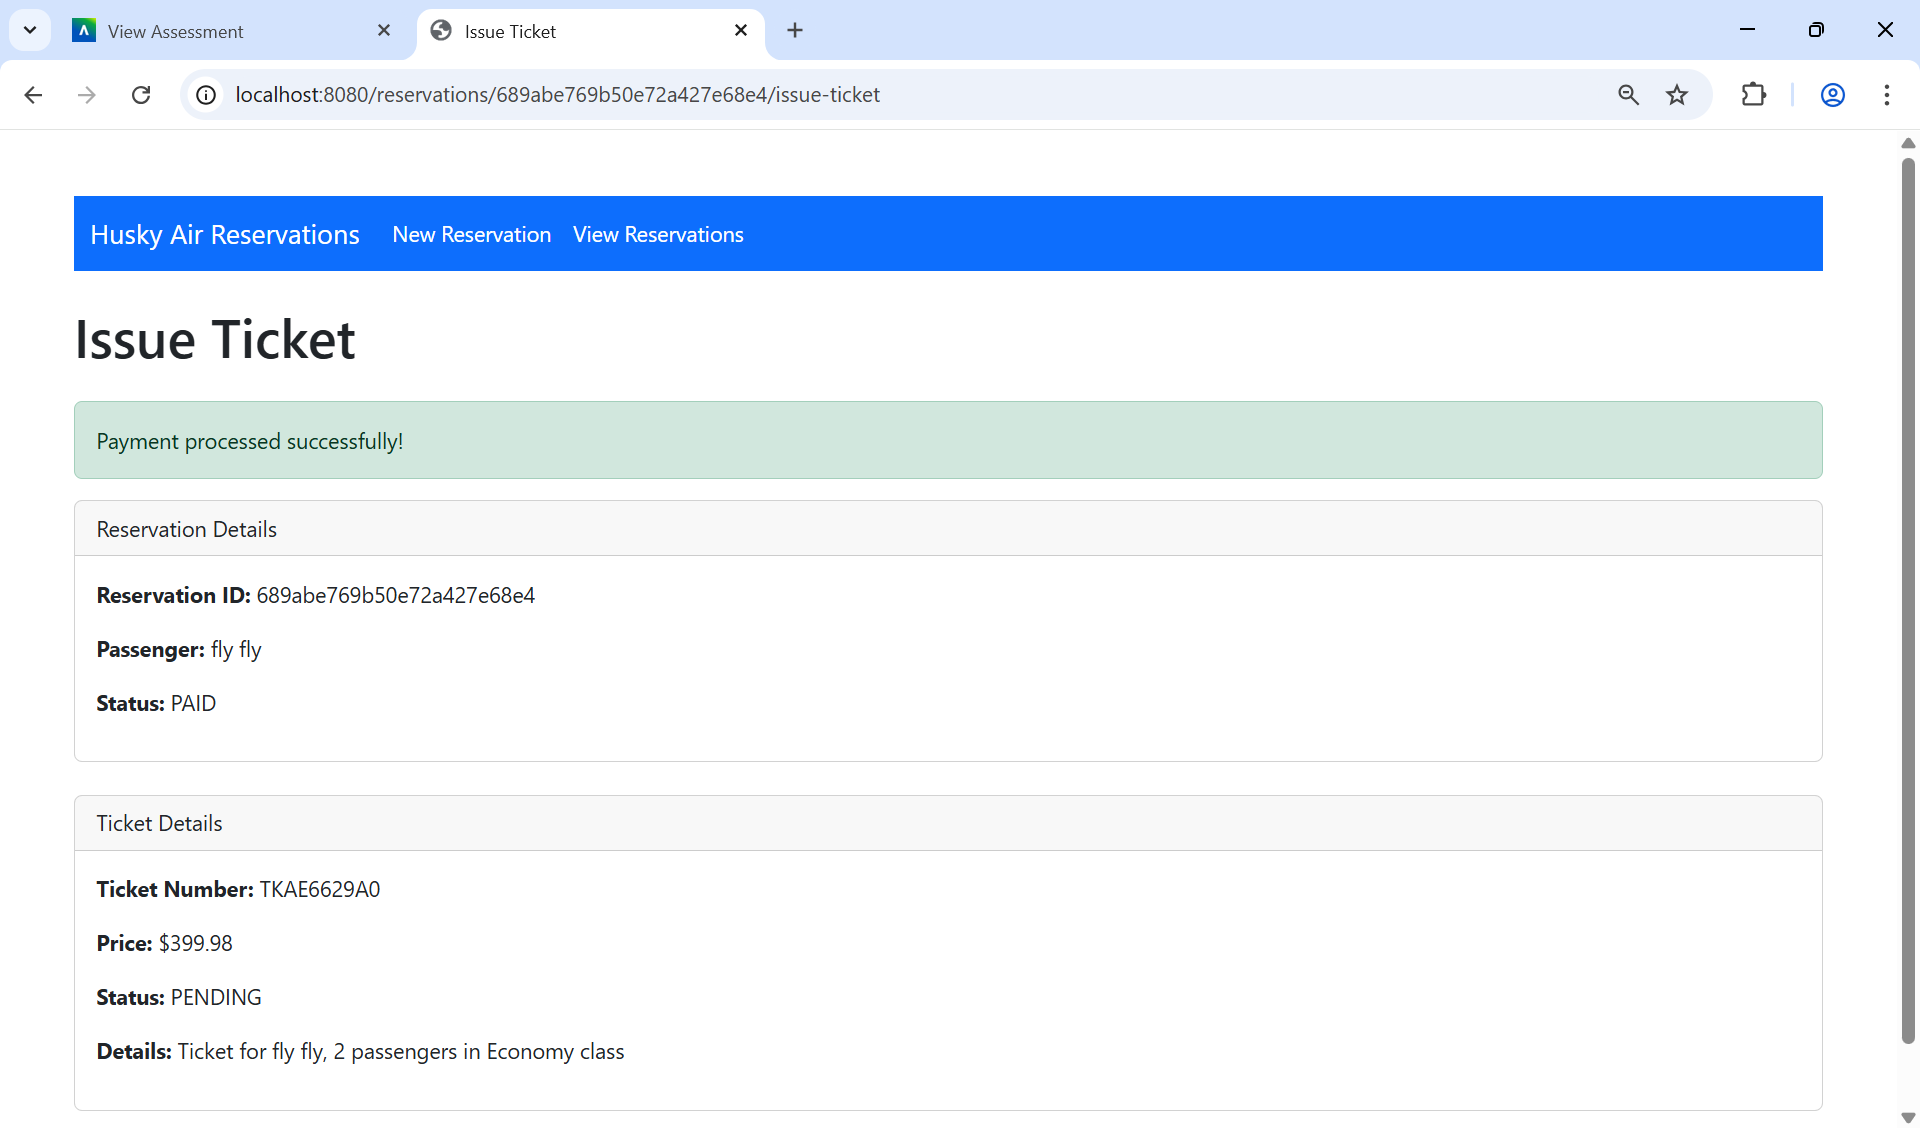 View Assessment
Issue Ticket
localhost:8080/reservations/689abe769b50e72a427e68e4/issue-ticket
Husky Air Reservations New Reservation View Reservations
Issue Ticket
Payment processed successfully!
Reservation Details
Reservation ID: 689abe769b50e72a427e68e4
Passenger: fly fly
Status: PAID
Ticket Details
Ticket Number: TKAE6629A0
Price: $399.98
Status: PENDING
Details: Ticket for fly fly, 2 passengers in Economy class